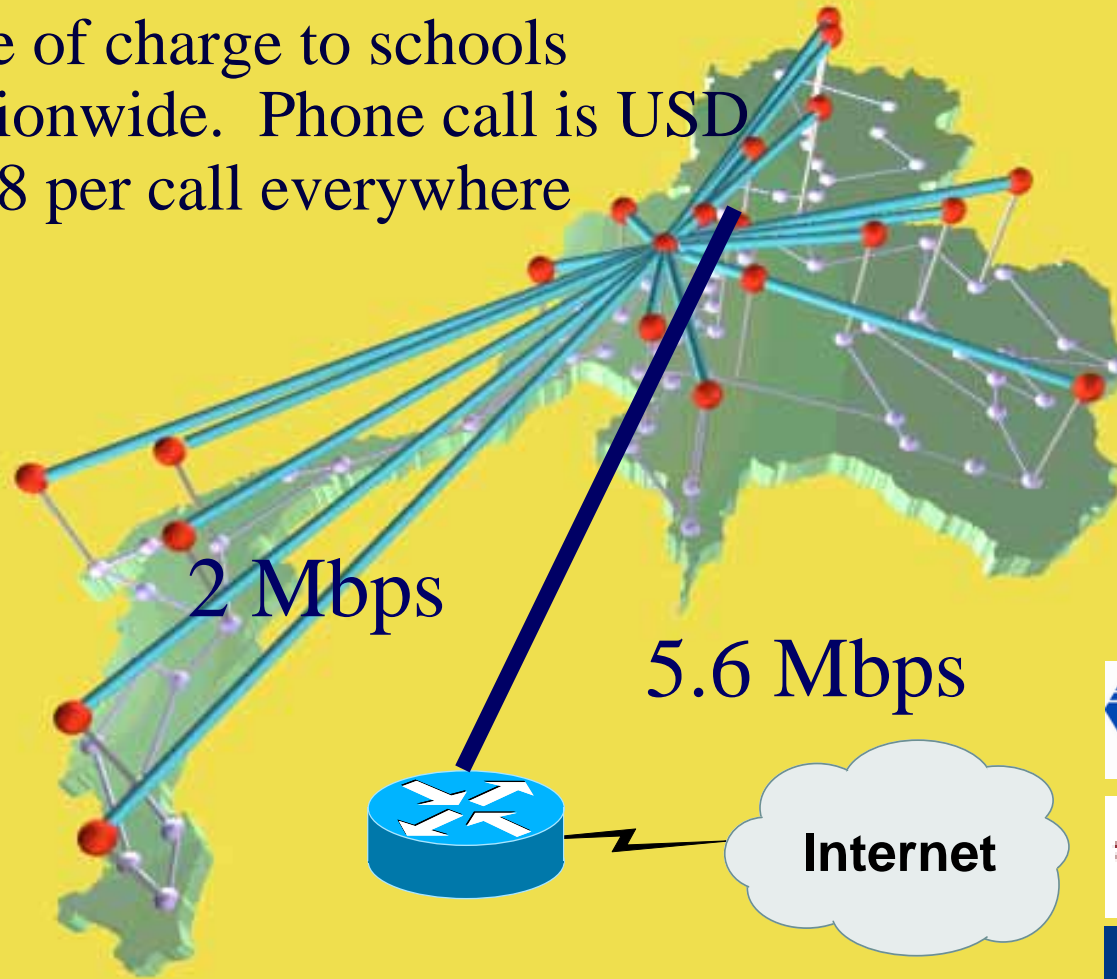 e of charge to schools
ionwide. Phone call is USD
8 per call everywhere
2 Mbps
5.6 Mbps
Internet